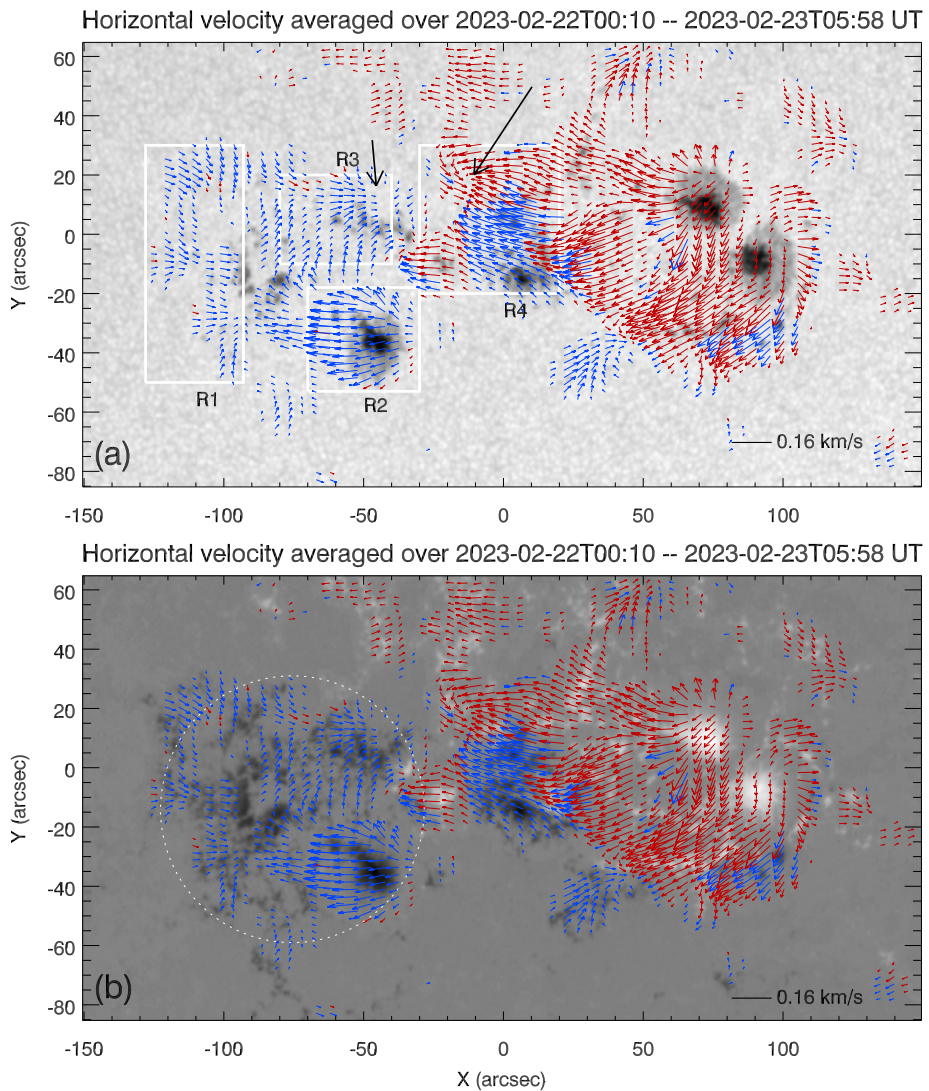 Horizontal velocity averaged over 2023-02-22T00:10 -- 2023-02-23T05:58 UT
60
40
R3
20
0
Y (arcsec)
-20
R4
-40
R1
R2
-60
0.16 km/s
(a)
-80
-150
-100
-50
0
50
100
Horizontal velocity averaged over 2023-02-22T00:10 -- 2023-02-23T05:58 UT
60
40
20
0
Y (arcsec)
-20
-40
-60
(b)
0.16 km/s
-80
-150
-100
-50
0
50
100
X (arcsec)